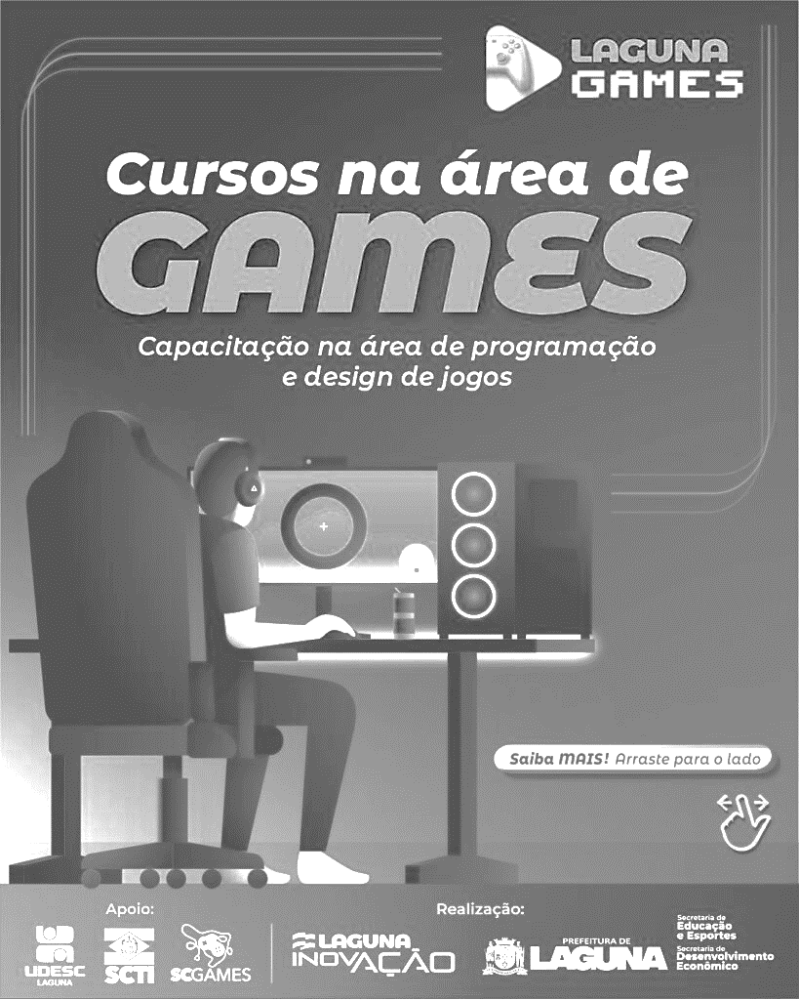 LAGUNA
GAMES
Cursos na área de
GAMES
Capacitação na área de programação
e design de jogos
Saiba MAIS! Arraste para o lado
Apoio:
UDESC
LAGUNA
SCTI
SCGAMES
LAGUNA
INOVAÇÃO
Realização:
PREFEITURA DE
LAGUNA
Secretaria de
Educação
e Esportes
Secretaria de
Desenvolvimento
Econômico